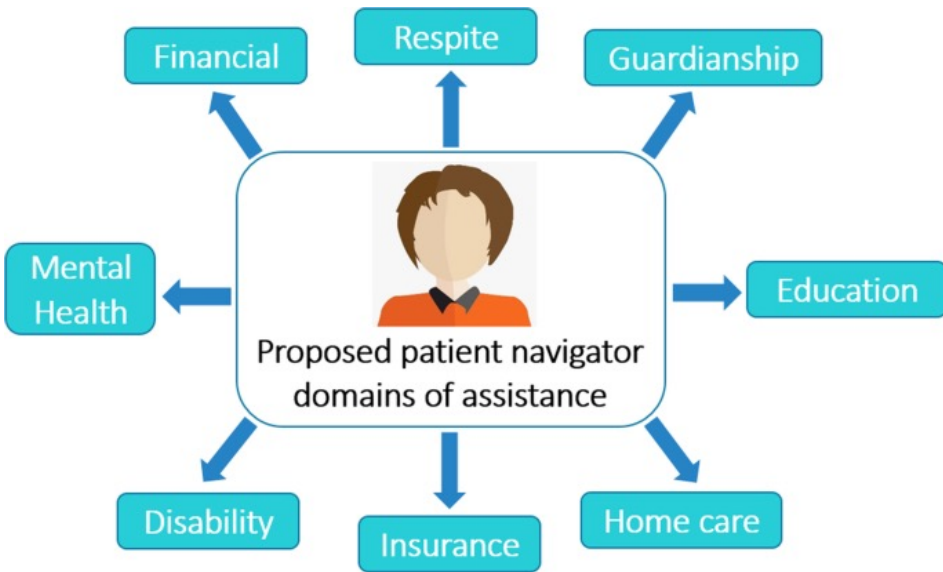 Respite
Financial
Guardianship
Mental
Health
Education
Proposed patient navigator
domains of assistance
Disability
Insurance
Home care